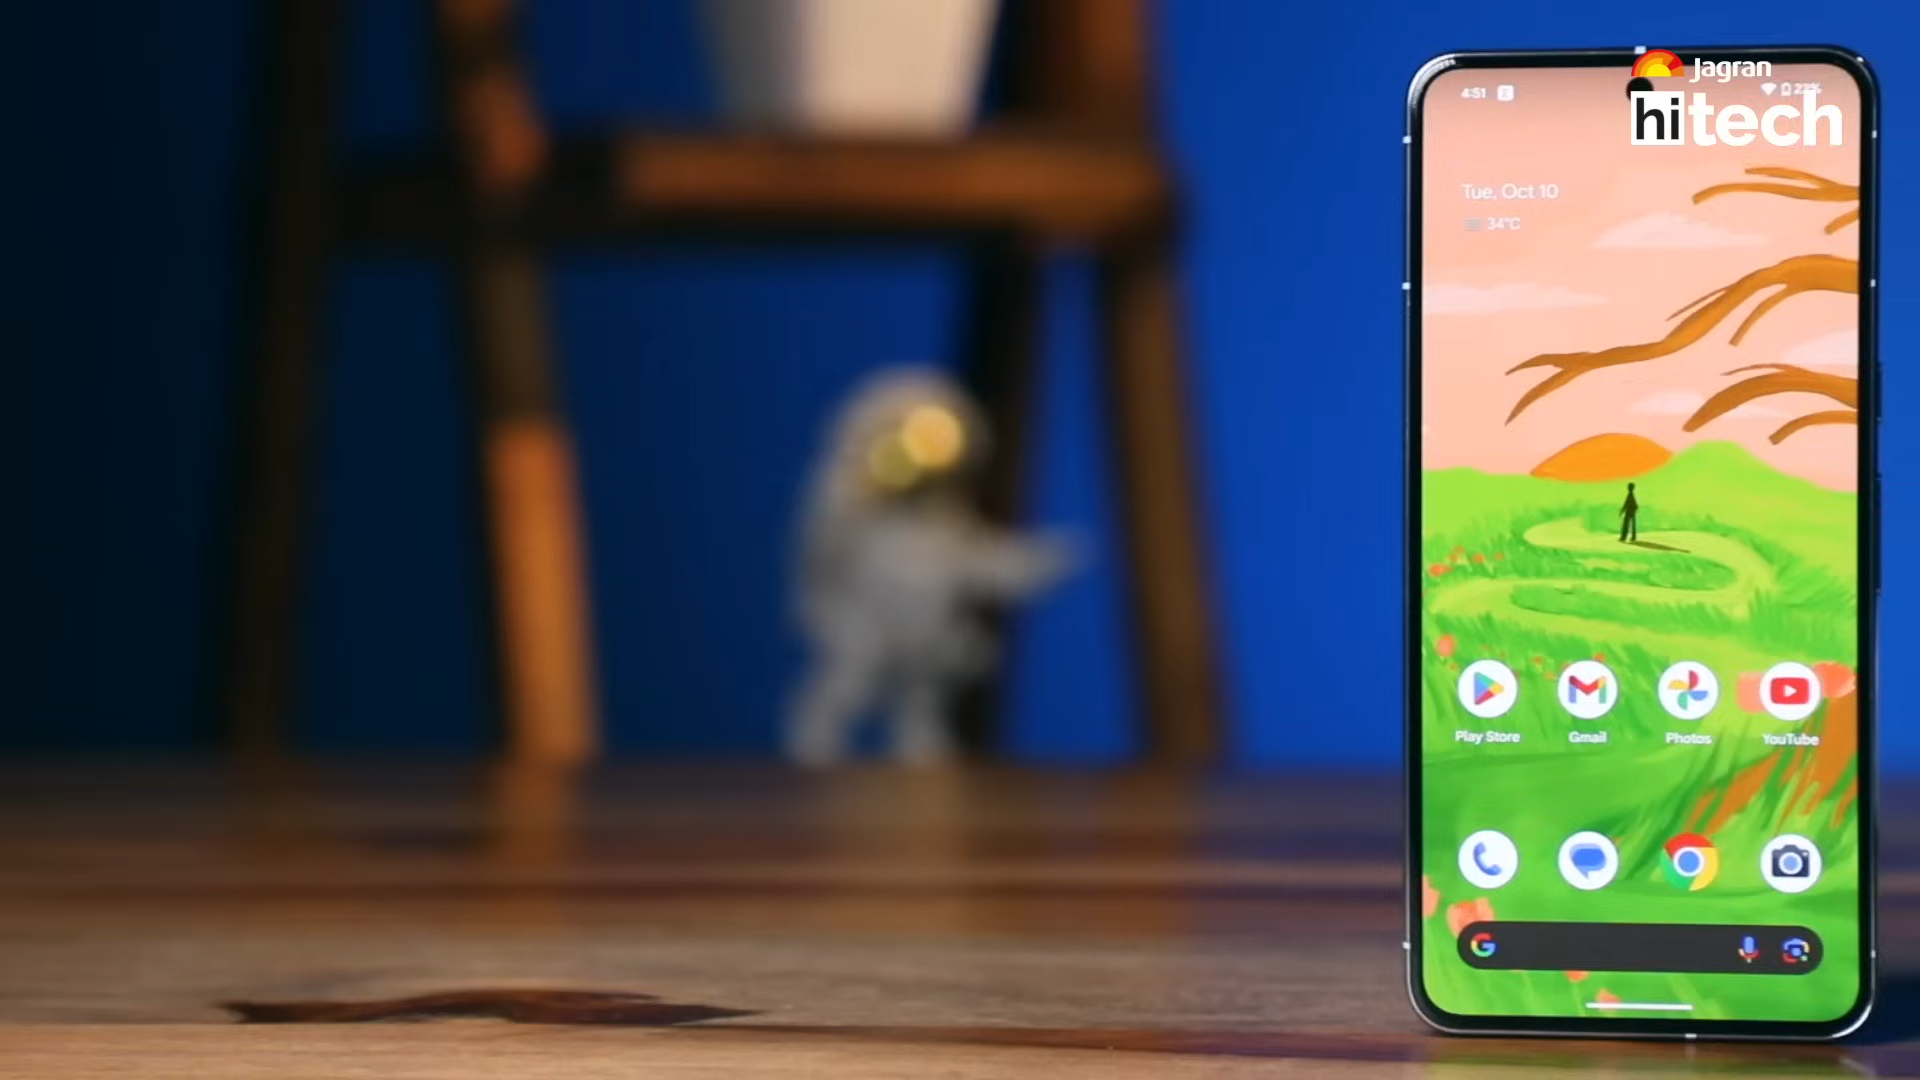 Jagran
hitech
4:51
Tue, Oct 10
34°C
Play Store
Gmail
Photos
YouTube